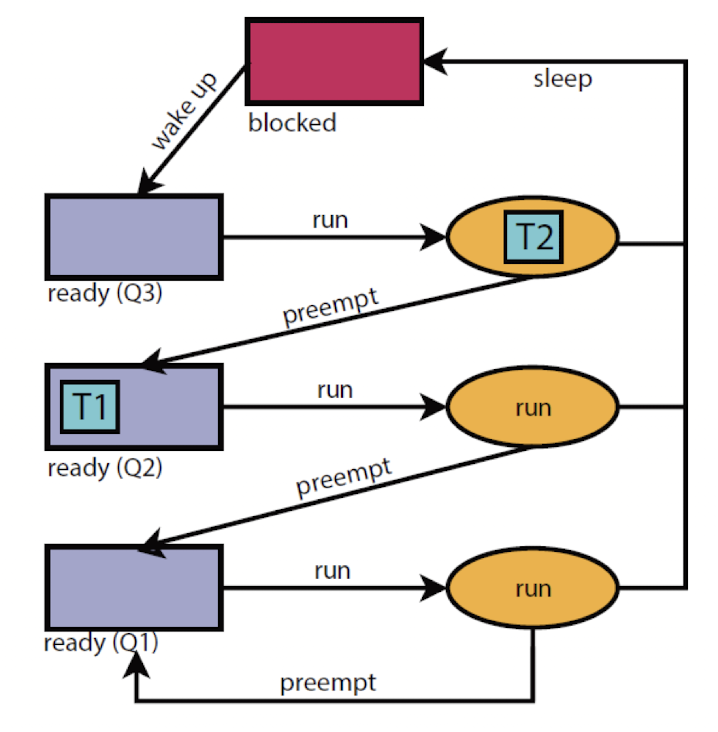 sleep
wake up
blocked
run
T2
ready (Q3)
preempt
T1
run
run
ready (Q2)
preempt
run
run
ready (Q1)
preempt